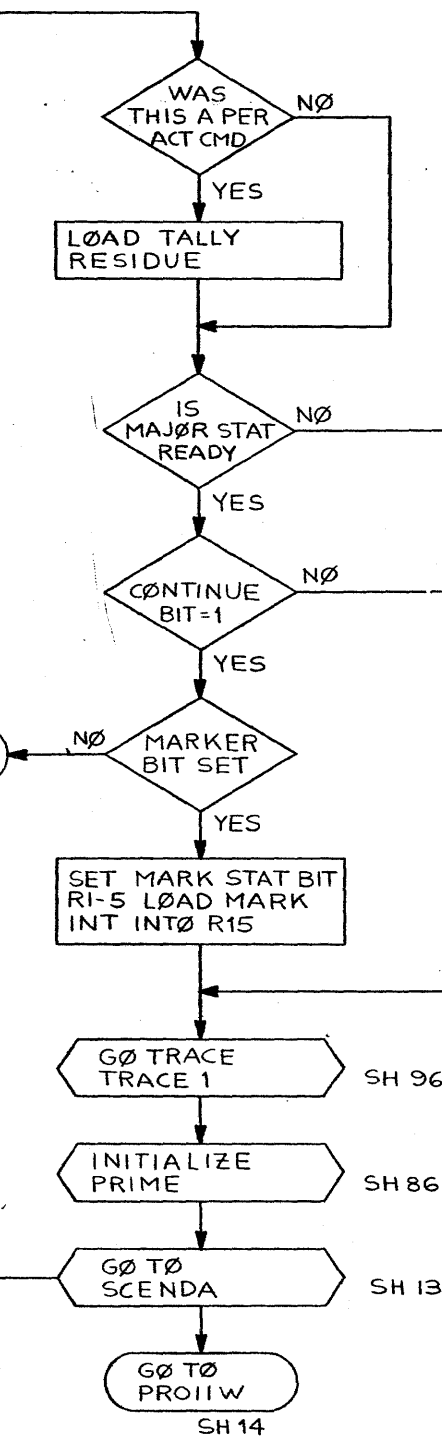 WAS
THIS A PER
ACT CMD
NØ
YES
LØAD TALLY
RESIDUE
IS
MAJØR STAT
READY
NØ
YES
CØNTINUE
BIT=1
NØ
YES
MARKER
BIT SET
NØ
YES
SET MARK STAT BIT
RI-5 LØAD MARK
INT INTØ R15
GØ TRACE
TRACE 1
SH 96
INITIALIZE
PRIME
SH 86
GØ TØ
SCENDA
SH 13
GØ TØ
PRO11W
SH 14